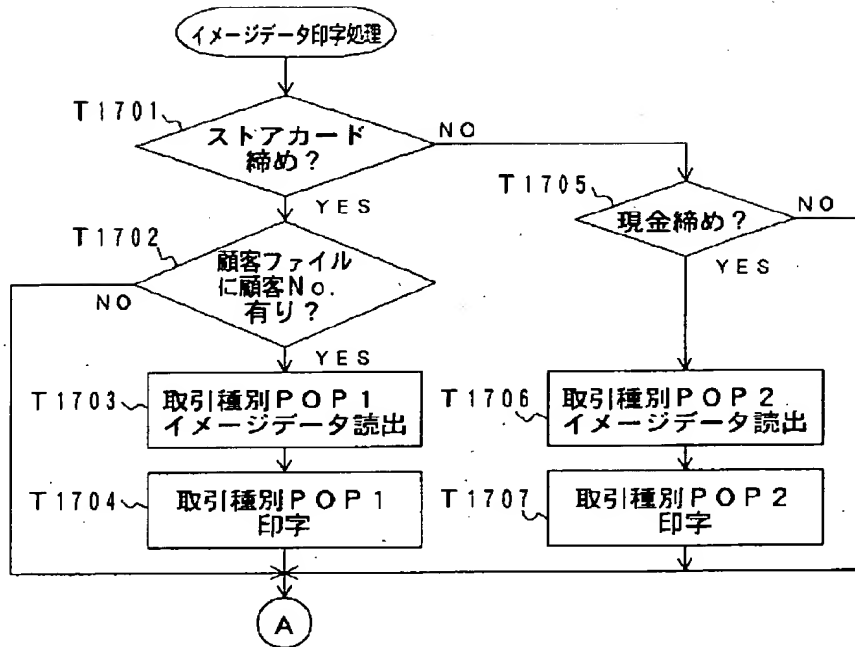 イメージデータ印字処理
T1701
ストアカード
締め?
NO
YES
T1702
顧客ファイル
に顧客No.
有り?
NO
YES
T1703
取引種別POP1
イメージデータ読出
T1704
取引種別POP1
印字
T1705
現金締め?
NO
YES
T1706
取引種別POP2
イメージデータ読出
T1707
取引種別POP2
印字
A